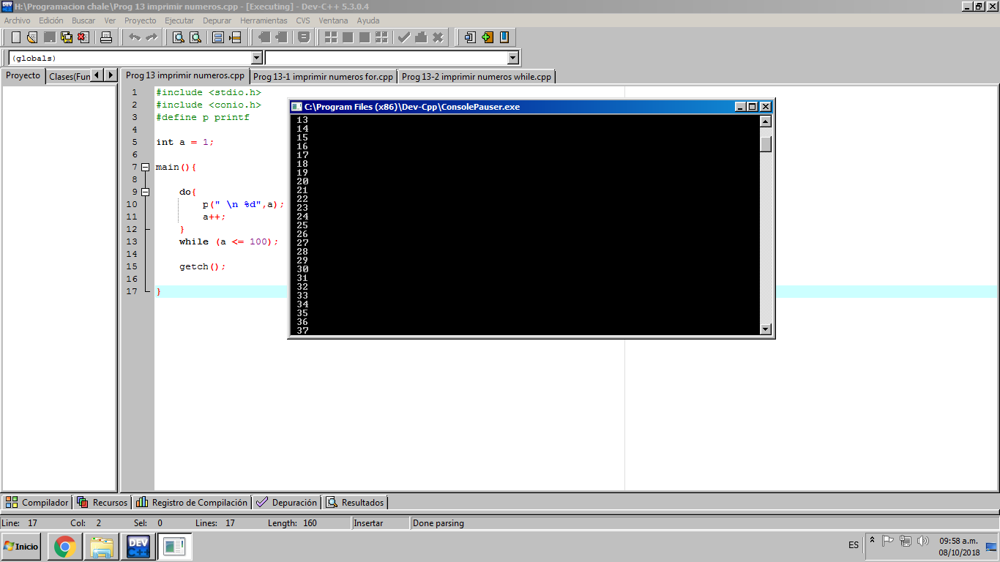 H:\Programacion chale\Prog 13 imprimir numeros.cpp - [Executing] - Dev-C++ 5.3.0.4
Archivo Edición Buscar Ver Proyecto Ejecutar Depurar Herramientas CVS Ventana Ayuda
(globals)
Proyecto Clases(Fun
Prog 13 imprimir numeros.cpp Prog 13-1 imprimir numeros for.cpp Prog 13-2 imprimir numeros while.cpp
1 #include <stdio.h>
2 #include <conio.h>
3 #define p printf
4
5 int a = 1;
6
7 main(){
8
9 do{
10 p(" \n %d",a);
11 a++;
12 }
13 while (a <= 100);
14
15 getch();
16
17 }
C:\Program Files (x86)\Dev-Cpp\ConsolePauser.exe
13
14
15
16
17
18
19
20
21
22
23
24
25
26
27
28
29
30
31
32
33
34
35
36
37
Compilador Recursos Registro de Compilación Depuración Resultados
Line: 17 Col: 2 Sel: 0 Lines: 17 Length: 160 Insertar Done parsing
Inicio
DEV C++
ES
09:58 a.m.
08/10/2018